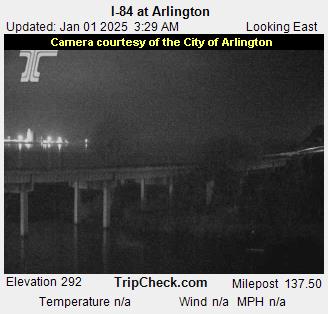 I-84 at Arlington
Updated: Jan 01 2025 3:29 AM Looking East
Camera courtesy of the City of Arlington
Elevation 292 TripCheck.com Milepost 137.50
Temperature n/a Wind n/a MPH n/a